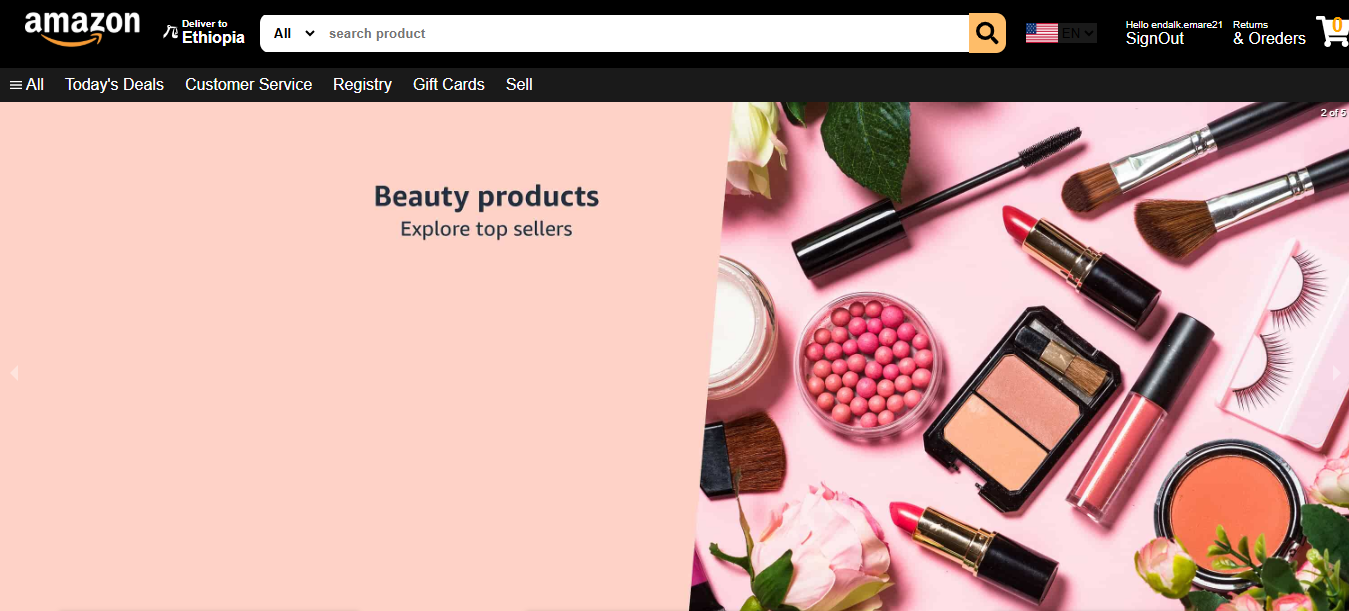 amazon
Deliver to
Ethiopia
All
search product
EN
Hello endalk.emare21
SignOut
Returns
& Oreders
0
All
Today's Deals
Customer Service
Registry
Gift Cards
Sell
2 of 5
Beauty products
Explore top sellers